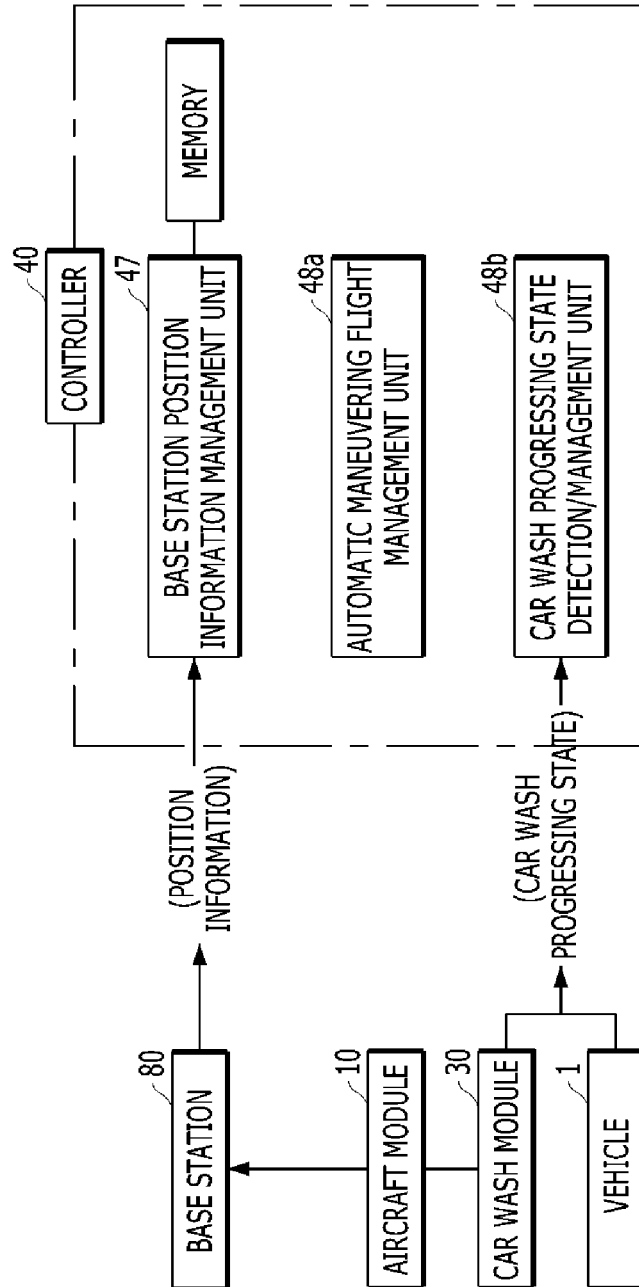 40
CONTROLLER
80
BASE STATION
(POSITION
INFORMATION)
47
BASE STATION POSITION
INFORMATION MANAGEMENT UNIT
MEMORY
10
AIRCRAFT MODULE
48a
AUTOMATIC MANEUVERING FLIGHT
MANAGEMENT UNIT
30
CAR WASH MODULE
1
VEHICLE
(CAR WASH
PROGRESSING STATE)
48b
CAR WASH PROGRESSING STATE
DETECTION/MANAGEMENT UNIT